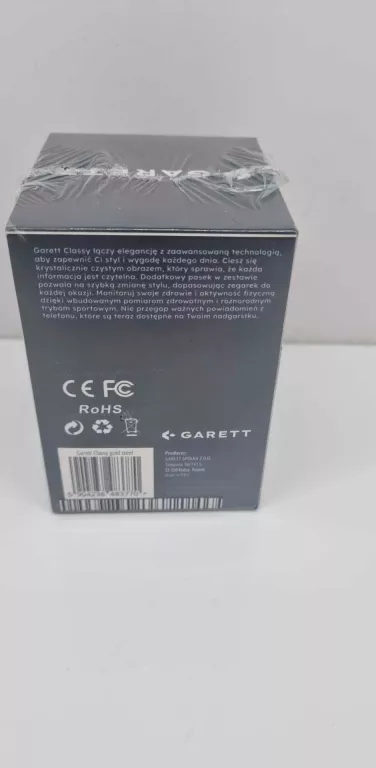 GARETT
Garett Classy łączy elegancję z zaawansowaną technologią,
aby zapewnić Ci styl i wygodę każdego dnia. Ciesz się
krystalicznie czystym obrazem, który sprawia, że każda
informacja jest czytelna. Dodatkowy pasek w zestawie
pozwala na szybką zmianę stylu, dopasowując zegarek do
każdej okazji. Monitoruj swoje zdrowie i aktywność fizyczną
dzięki wbudowanym pomiarom zdrowotnym i różnorodnym
trybom sportowym. Nie przegap ważnych powiadomień z
telefonu, które są teraz dostępne na Twoim nadgarstku.
CE FC
RoHS
GARETT
Garett Classy gold steel
Producer: